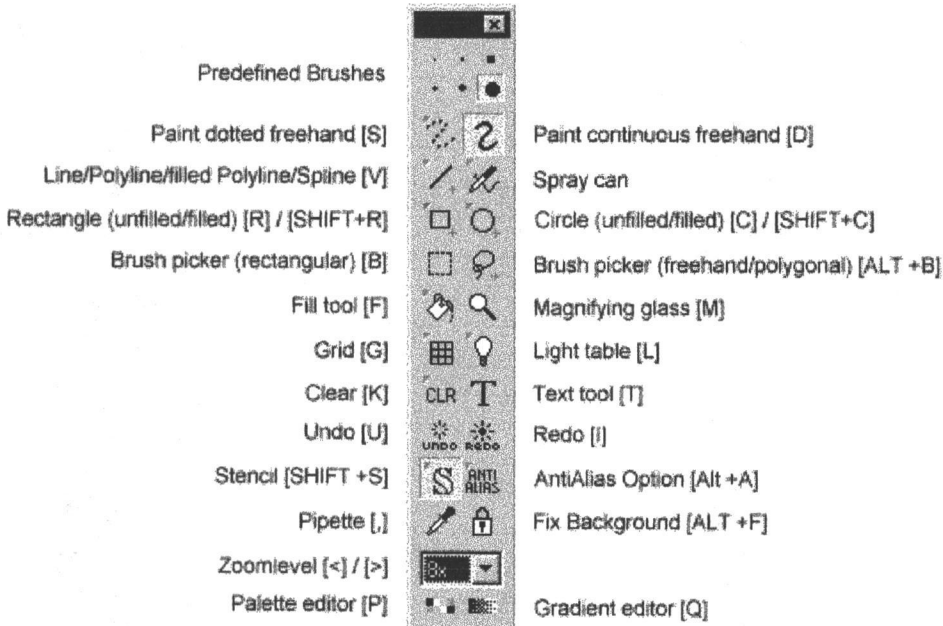 Predefined Brushes
Paint dotted freehand [S]
Paint continuous freehand [D]
Line/Polyline/filled Polyline/Spline [V]
Spray can
Rectangle (unfilled/filled) [R] / [SHIFT+R]
Circle (unfilled/filled) [C] / [SHIFT+C]
Brush picker (rectangular) [B]
Brush picker (freehand/polygonal) [ALT +B]
Fill tool [F]
Magnifying glass [M]
Grid [G]
Light table [L]
Clear [K]
CLR
T
Text tool [T]
Undo [U]
UNDO
REDO
Redo [I]
Stencil [SHIFT +S]
S
ANTI
ALIAS
AntiAlias Option [Alt +A]
Pipette [,]
Fix Background [ALT +F]
Zoomlevel [<] / [>]
8x
Palette editor [P]
Gradient editor [Q]